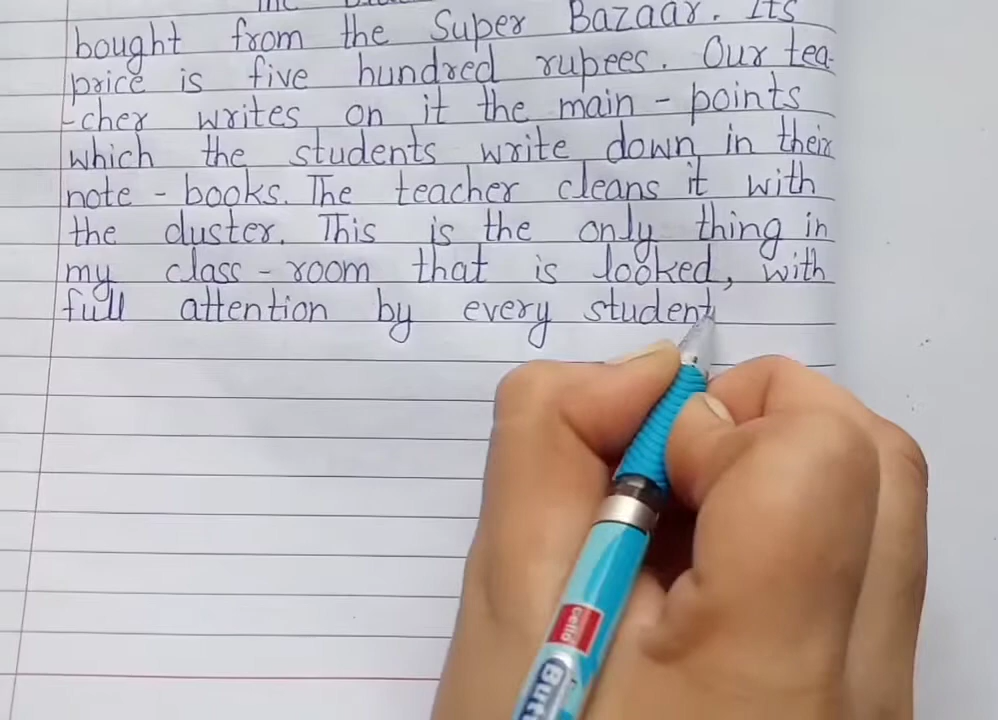 bought from the Super Bazaar. Its
price is five hundred rupees. Our tea-
-cher writes on it the main - points
which the students write down in their
note - books. The teacher cleans it with
the duster. This is the only thing in
my class - room that is looked, with
full attention by every student
cello